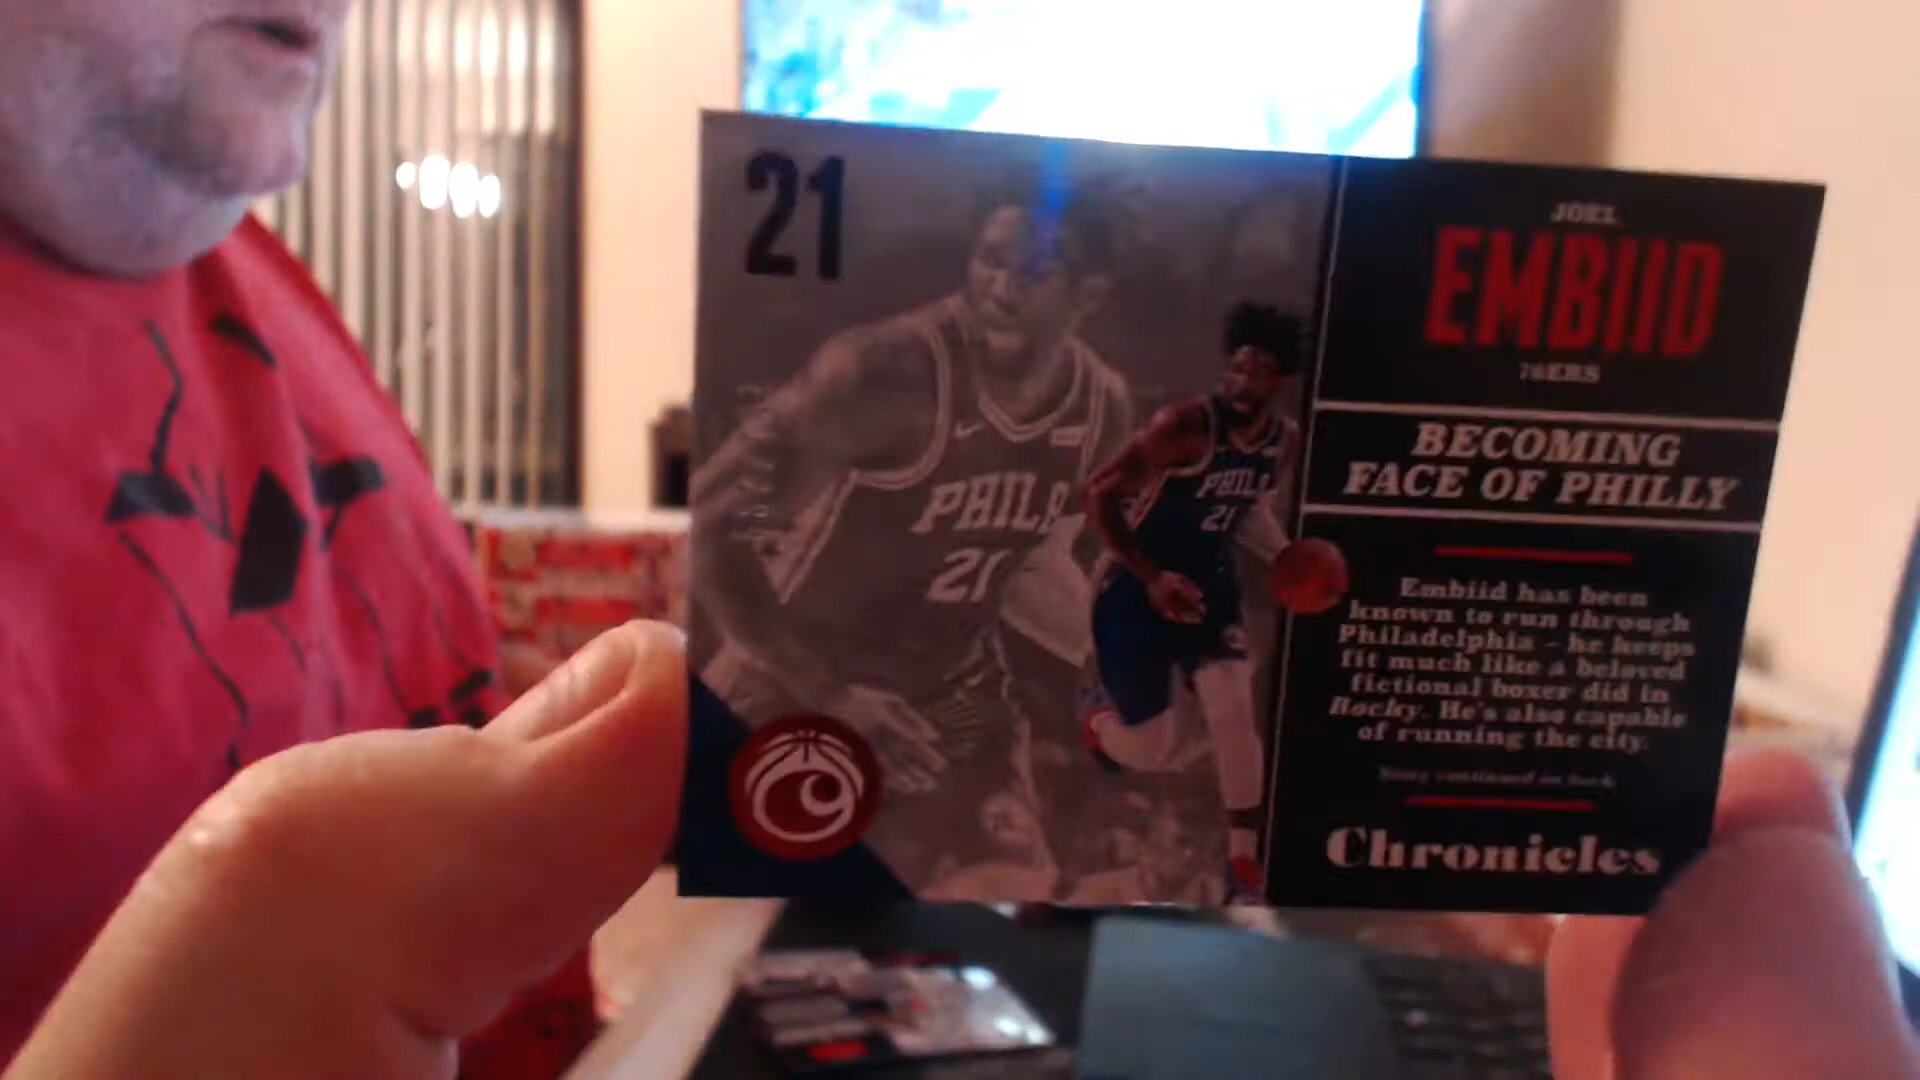 21
PHILA
21
PHILA
21
JOEL
EMBIID
76ERS
BECOMING
FACE OF PHILLY
Embiid has been
known to run through
Philadelphia – he keeps
fit much like a beloved
fictional boxer did in
Rocky. He's also capable
of running the city.
Story continued on back
Chronicles